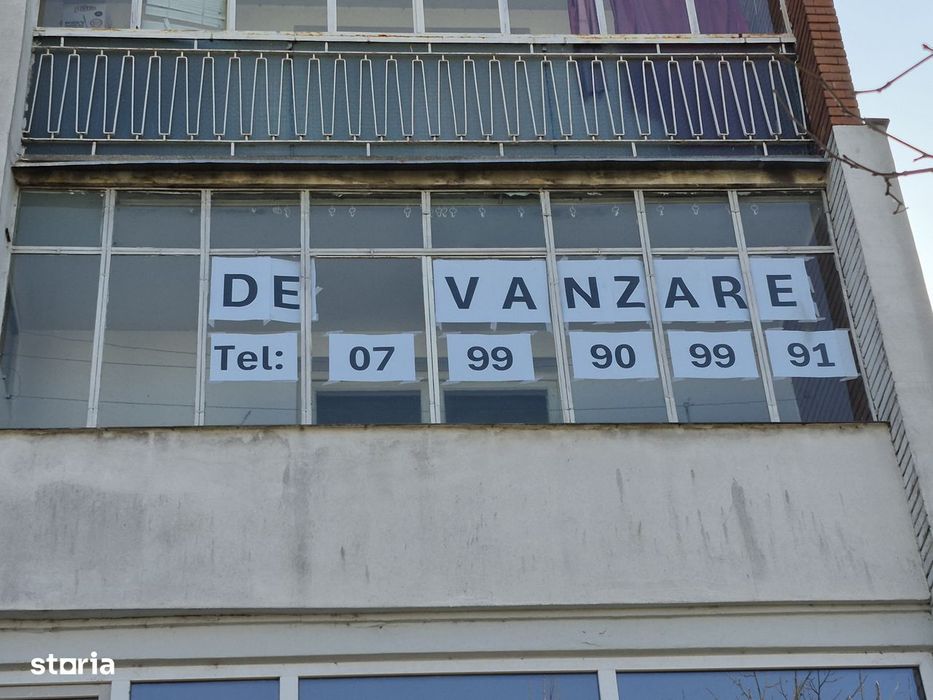 DE VANZARE
Tel: 07 99 90 99 91
storia